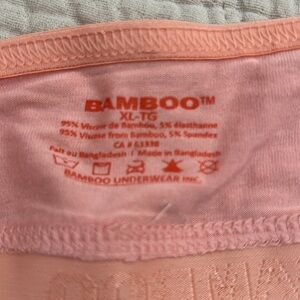 BAMBOO™
XL-TG
95% Viscose de Bambou, 5% élasthanne
95% Viscose from Bamboo, 5% Spandex
CA # 61330
Fait au Bangladesh | Made in Bangladesh
BAMBOO UNDERWEAR INC.